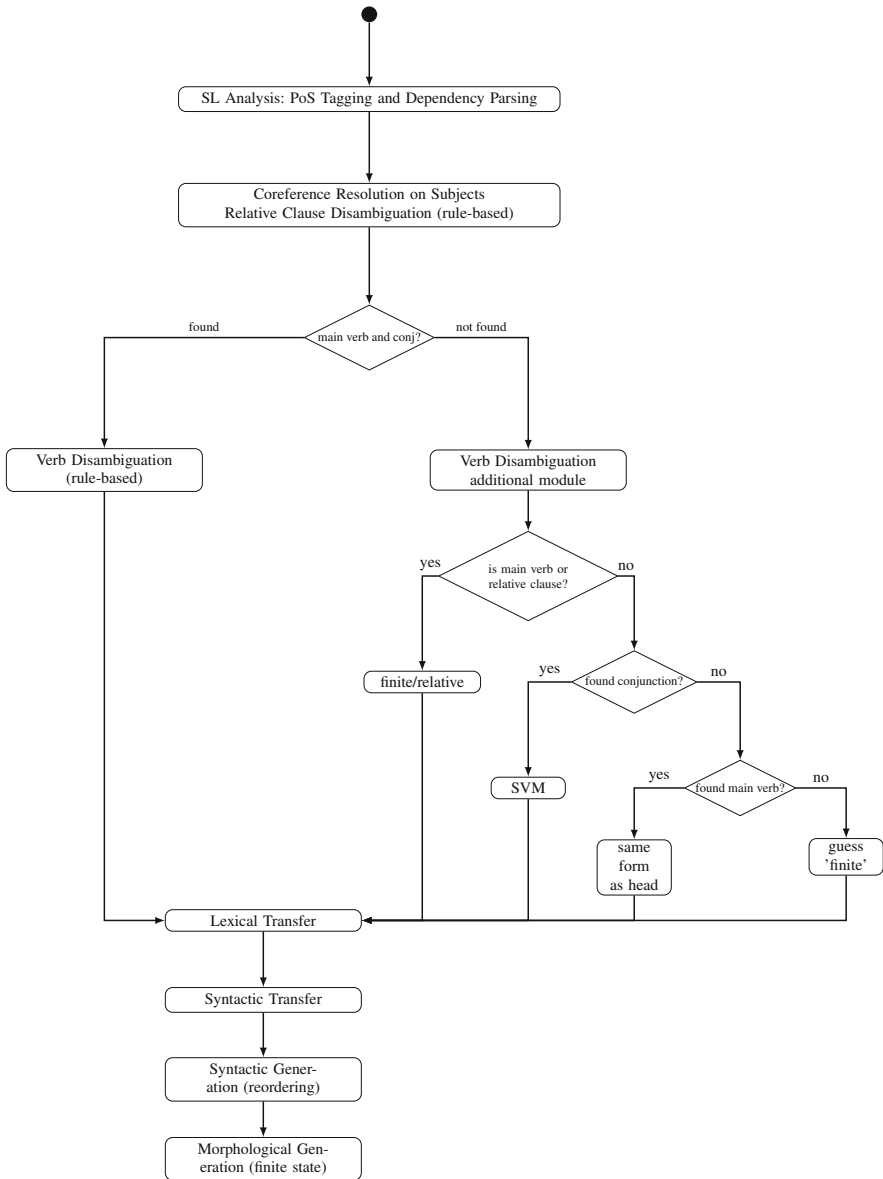 SL Analysis: PoS Tagging and Dependency Parsing
Coreference Resolution on Subjects
Relative Clause Disambiguation (rule-based)
found
main verb and conj?
not found
Verb Disambiguation
(rule-based)
Verb Disambiguation
additional module
yes
is main verb or
relative clause?
no
finite/relative
yes
found conjunction?
no
SVM
yes
found main verb?
no
same
form
as head
guess
’finite’
Lexical Transfer
Syntactic Transfer
Syntactic Gener-
ation (reordering)
Morphological Gen-
eration (finite state)